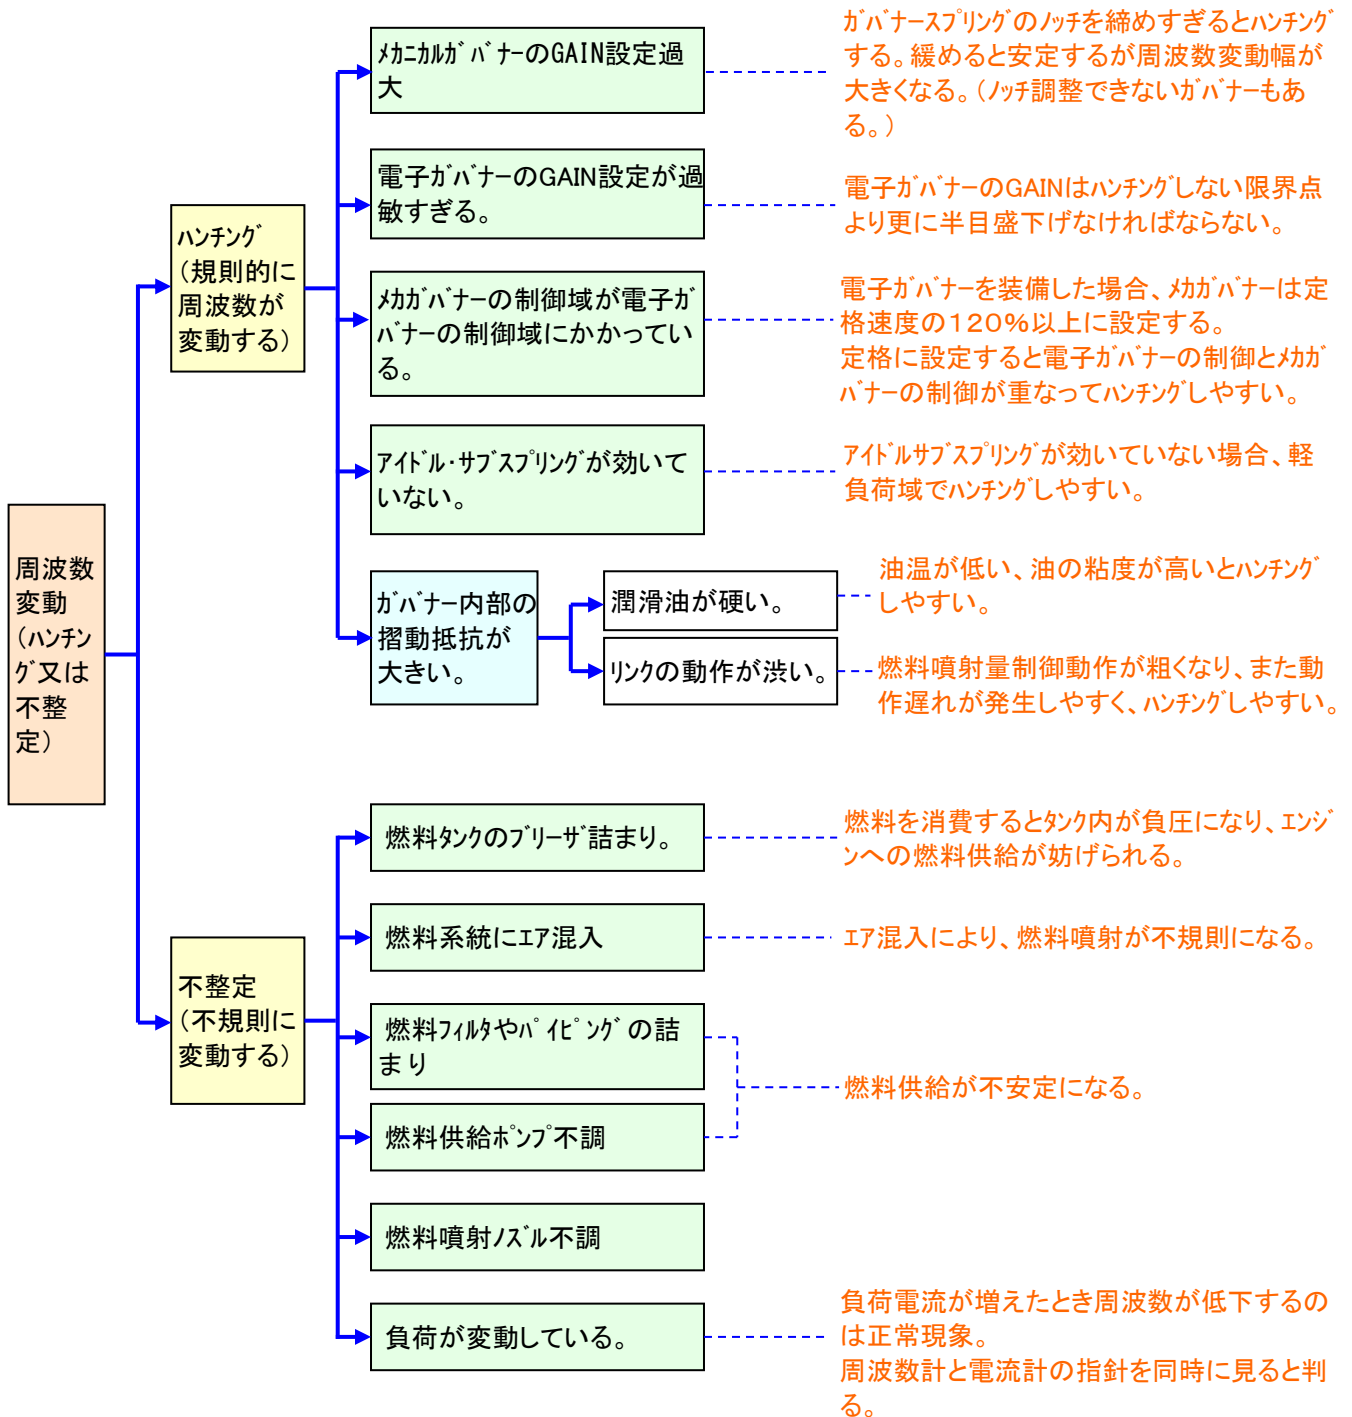 周波数
変動
（ﾊﾝﾁﾝ
ｸﾞ又は
不整
定）
ﾊﾝﾁﾝｸﾞ
（規則的に
周波数が
変動する）
ﾒｶﾆｶﾙｶﾞﾊﾞﾅｰのGAIN設定過
大
ｶﾞﾊﾞﾅｰｽﾌﾟﾘﾝｸﾞのﾉｯﾁを締めすぎるとﾊﾝﾁﾝｸﾞ
する。緩めると安定するが周波数変動幅が
大きくなる。（ﾉｯﾁ調整できないｶﾞﾊﾞﾅｰもあ
る。）
電子ｶﾞﾊﾞﾅｰのGAIN設定が過
敏すぎる。
電子ｶﾞﾊﾞﾅｰのGAINはﾊﾝﾁﾝｸﾞしない限界点
より更に半目盛下げなければならない。
ﾒｶｶﾞﾊﾞﾅｰの制御域が電子ｶﾞ
ﾊﾞﾅｰの制御域にかかってい
る。
電子ｶﾞﾊﾞﾅｰを装備した場合、ﾒｶｶﾞﾊﾞﾅｰは定
格速度の１２０％以上に設定する。
定格に設定すると電子ｶﾞﾊﾞﾅｰの制御とﾒｶｶﾞ
ﾊﾞﾅｰの制御が重なってﾊﾝﾁﾝｸﾞしやすい。
ｱｲﾄﾞﾙ･ｻﾌﾞｽﾌﾟﾘﾝｸﾞが効いて
いない。
ｱｲﾄﾞﾙｻﾌﾞｽﾌﾟﾘﾝｸﾞが効いていない場合、軽
負荷域でﾊﾝﾁﾝｸﾞしやすい。
ｶﾞﾊﾞﾅｰ内部の
摺動抵抗が
大きい。
潤滑油が硬い。
油温が低い、油の粘度が高いとﾊﾝﾁﾝｸﾞ
しやすい。
ﾘﾝｸの動作が渋い。
燃料噴射量制御動作が粗くなり、また動
作遅れが発生しやすく、ﾊﾝﾁﾝｸﾞしやすい。
不整定
（不規則に
変動する）
燃料ﾀﾝｸのﾌﾞﾘｰｻﾞ詰まり。
燃料を消費するとﾀﾝｸ内が負圧になり、ｴﾝｼﾞ
ﾝへの燃料供給が妨げられる。
燃料系統にｴｱ混入
ｴｱ混入により、燃料噴射が不規則になる。
燃料ﾌｨﾙﾀやﾊﾟｲﾋﾟﾝｸﾞの詰
まり
燃料供給ﾎﾟﾝﾌﾟ不調
燃料供給が不安定になる。
燃料噴射ﾉｽﾞﾙ不調
負荷が変動している。
負荷電流が増えたとき周波数が低下するの
は正常現象。
周波数計と電流計の指針を同時に見ると判
る。